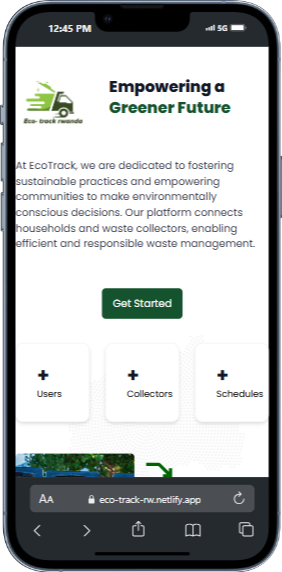 12:45 PM
5G
Empowering a
Greener Future
Eco- track rwanda
At EcoTrack, we are dedicated to fostering
sustainable practices and empowering
communities to make environmentally
conscious decisions. Our platform connects
households and waste collectors, enabling
efficient and responsible waste management.
Get Started
+ + +
Users Collectors Schedules
AA eco-track-rw.netlify.app